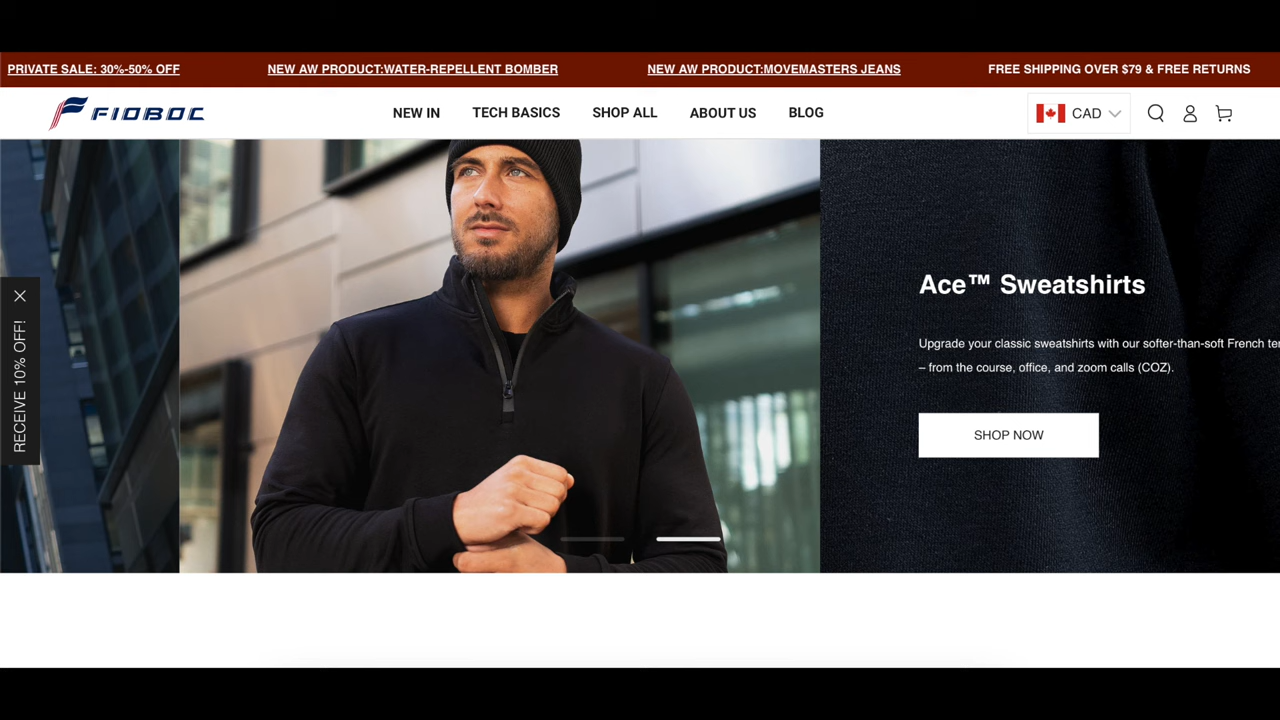 PRIVATE SALE: 30%-50% OFF
NEW AW PRODUCT:WATER-REPELLENT BOMBER
NEW AW PRODUCT:MOVEMASTERS JEANS
FREE SHIPPING OVER $79 & FREE RETURNS
FIOBOC
NEW IN
TECH BASICS
SHOP ALL
ABOUT US
BLOG
CAD
RECEIVE 10% OFF!
Ace™ Sweatshirts
Upgrade your classic sweatshirts with our softer-than-soft French
– from the course, office, and zoom calls (COZ).
SHOP NOW